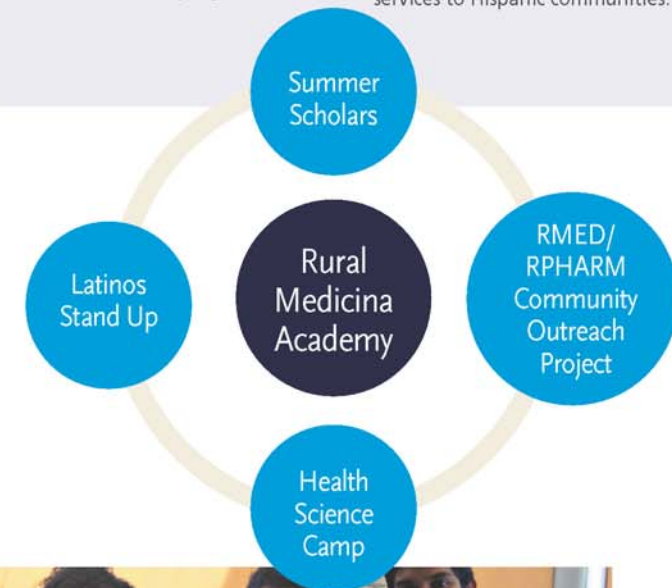 services to Hispanic communities.
Summer
Scholars
Latinos
Stand Up
Rural
Medicina
Academy
RMED/
RPHARM
Community
Outreach
Project
Health
Science
Camp